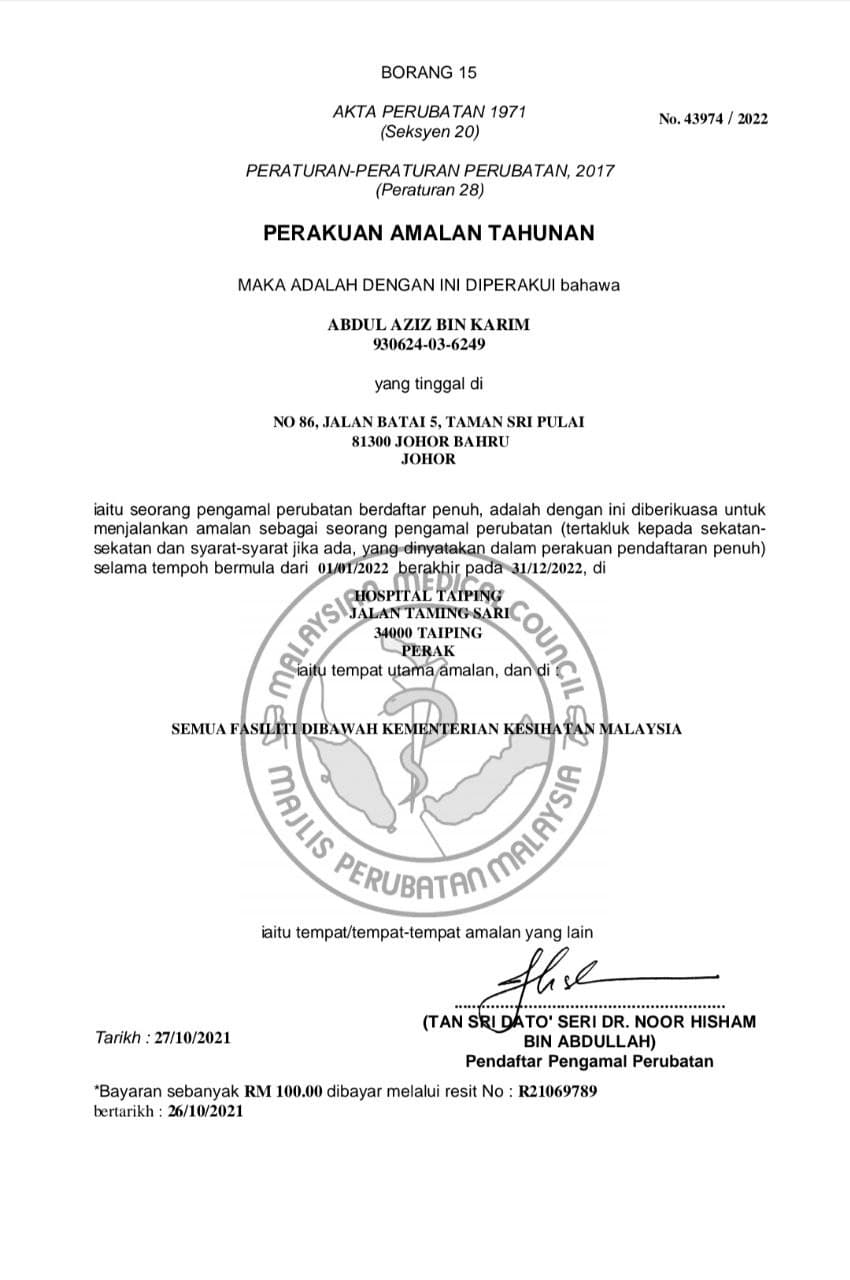 BORANG 15
AKTA PERUBATAN 1971
(Seksyen 20)
No. 43974 / 2022
PERATURAN-PERATURAN PERUBATAN, 2017
(Peraturan 28)
PERAKUAN AMALAN TAHUNAN
MAKA ADALAH DENGAN INI DIPERAKUI bahawa
ABDUL AZIZ BIN KARIM
930624-03-6249
yang tinggal di
NO 86, JALAN BATAI 5, TAMAN SRI PULAI
81300 JOHOR BAHRU
JOHOR
iaitu seorang pengamal perubatan berdaftar penuh, adalah dengan ini diberikuasa untuk
menjalankan amalan sebagai seorang pengamal perubatan (tertakluk kepada sekatan-
sekatan dan syarat-syarat jika ada, yang dinyatakan dalam perakuan pendaftaran penuh)
selama tempoh bermula dari 01/01/2022 berakhir pada 31/12/2022, di
HOSPITAL TAIPING
JALAN TAMING SARI
34000 TAIPING
PERAK
iaitu tempat utama amalan, dan di :
SEMUA FASILITI DIBAWAH KEMENTERIAN KESIHATAN MALAYSIA
MALAYSIAN MEDICAL COUNCIL
MAJLIS PERUBATAN MALAYSIA
iaitu tempat/tempat-tempat amalan yang lain
(TAN SRI DATO' SERI DR. NOOR HISHAM
BIN ABDULLAH)
Pendaftar Pengamal Perubatan
Tarikh : 27/10/2021
*Bayaran sebanyak RM 100.00 dibayar melalui resit No : R21069789
bertarikh : 26/10/2021